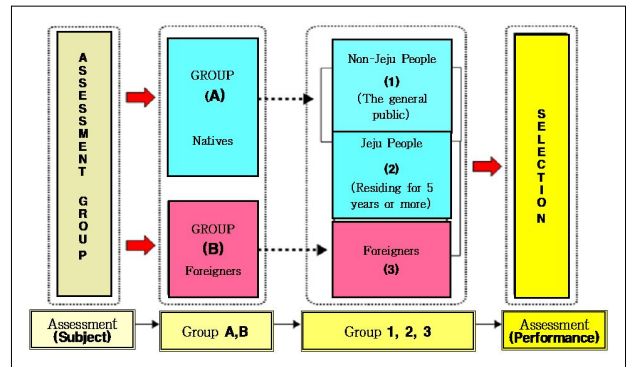 ASSESSMENT GROUP
GROUP
(A)
Natives
GROUP
(B)
Foreigners
Non-Jeju People
(1)
(The general
public)
Jeju People
(2)
(Residing for 5
years or more)
Foreigners
(3)
SELECTION
Assessment
(Subject)
Group A,B
Group 1, 2, 3
Assessment
(Performance)